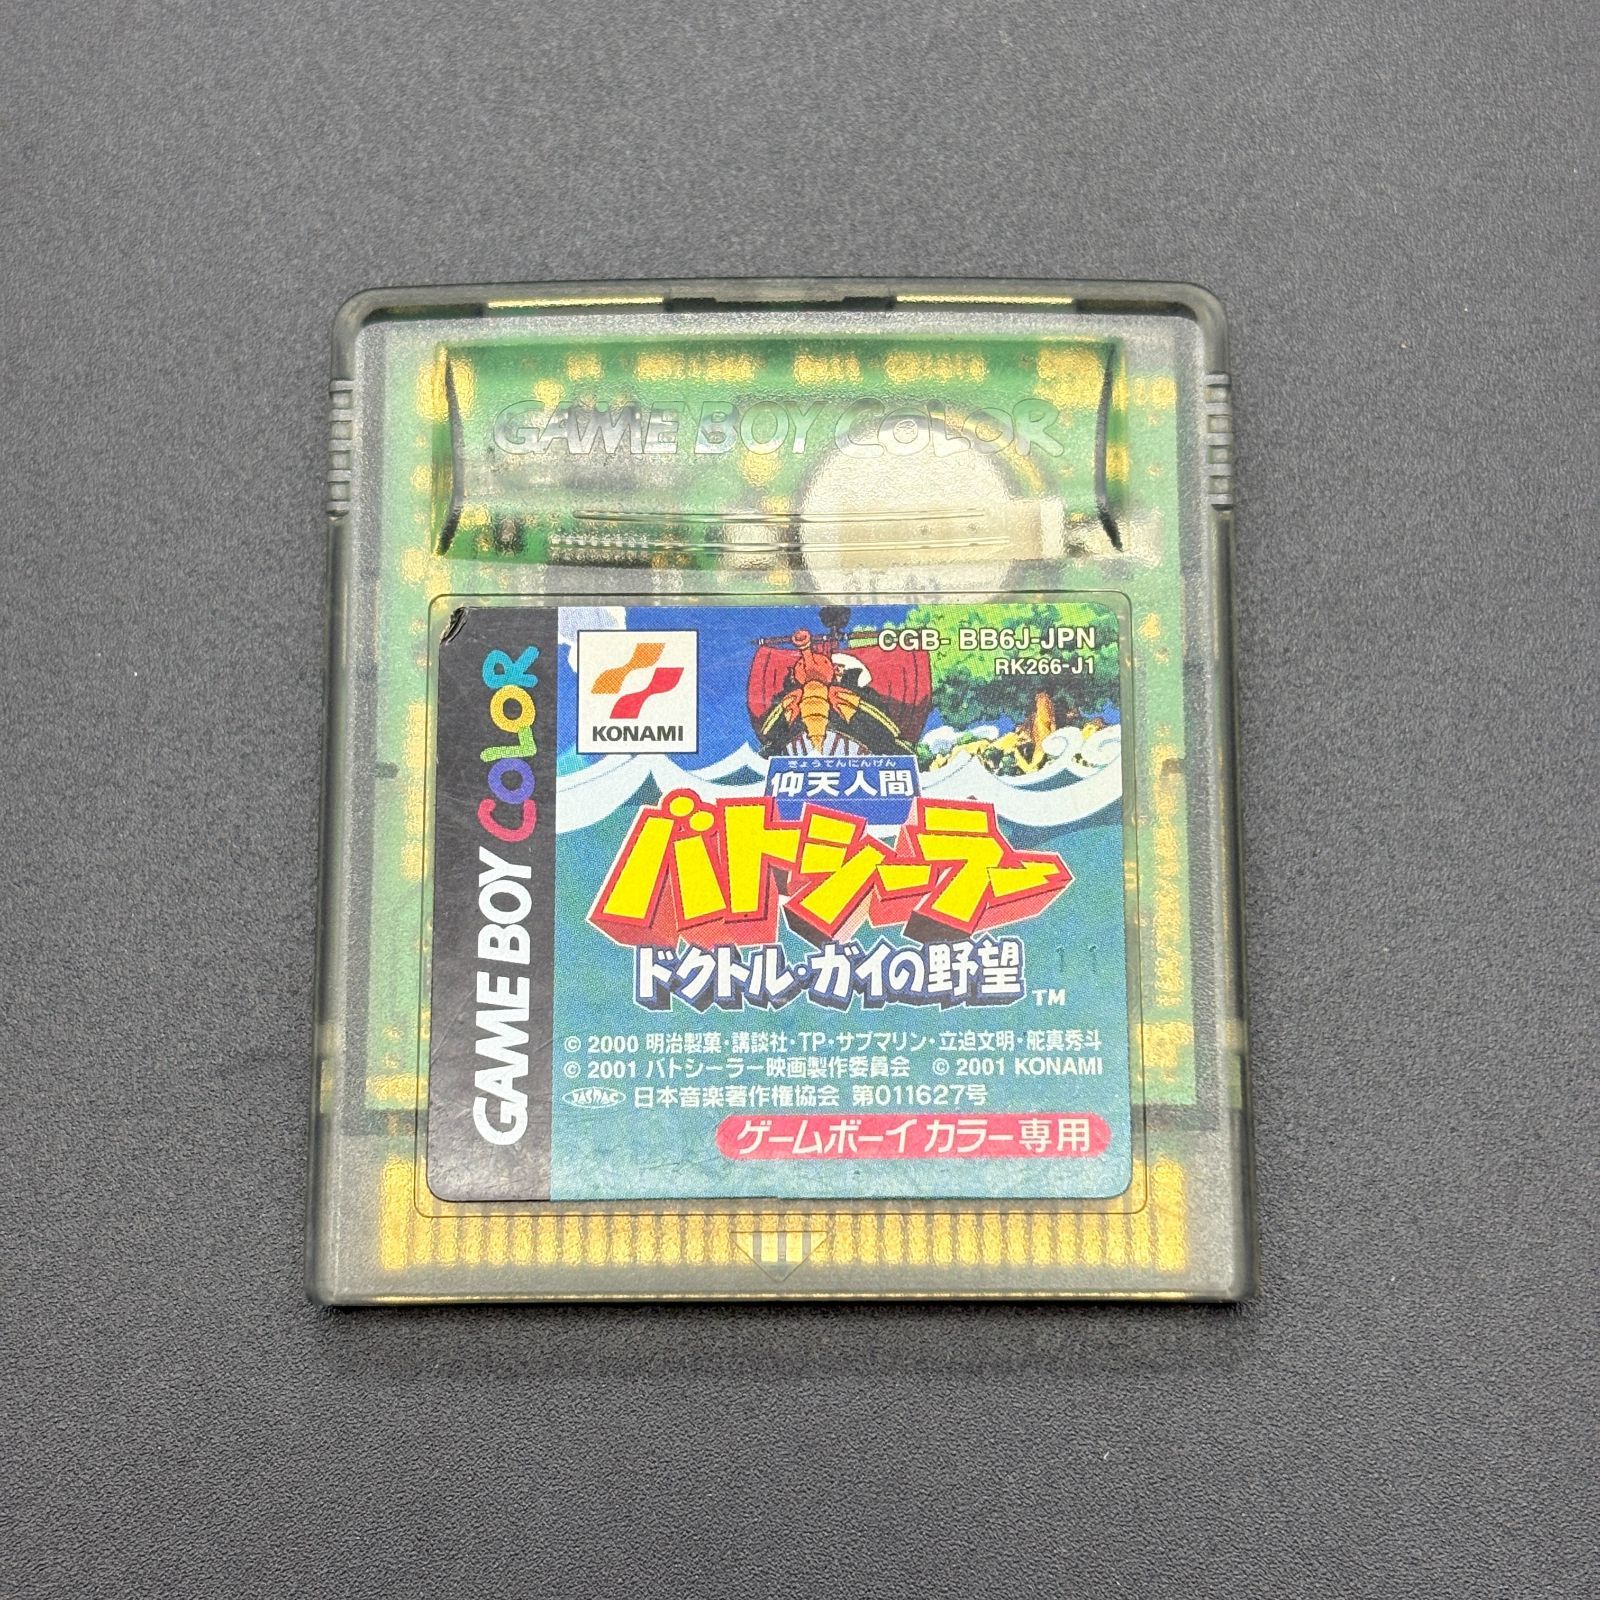 GAME BOY COLOR
GAME BOY COLOR
KONAMI
CGB- BB6J-JPN
RK266-J1
ぎょうてんにんげん
仰天人間
バトシーラー
ドクトル・ガイの野望 TM
11
© 2000 明治製菓・講談社・TP・サブマリン・立迫文明・舵真秀斗
© 2001 バトシーラー映画製作委員会 © 2001 KONAMI
JASRAC 日本音楽著作権協会 第011627号
ゲームボーイ カラー専用